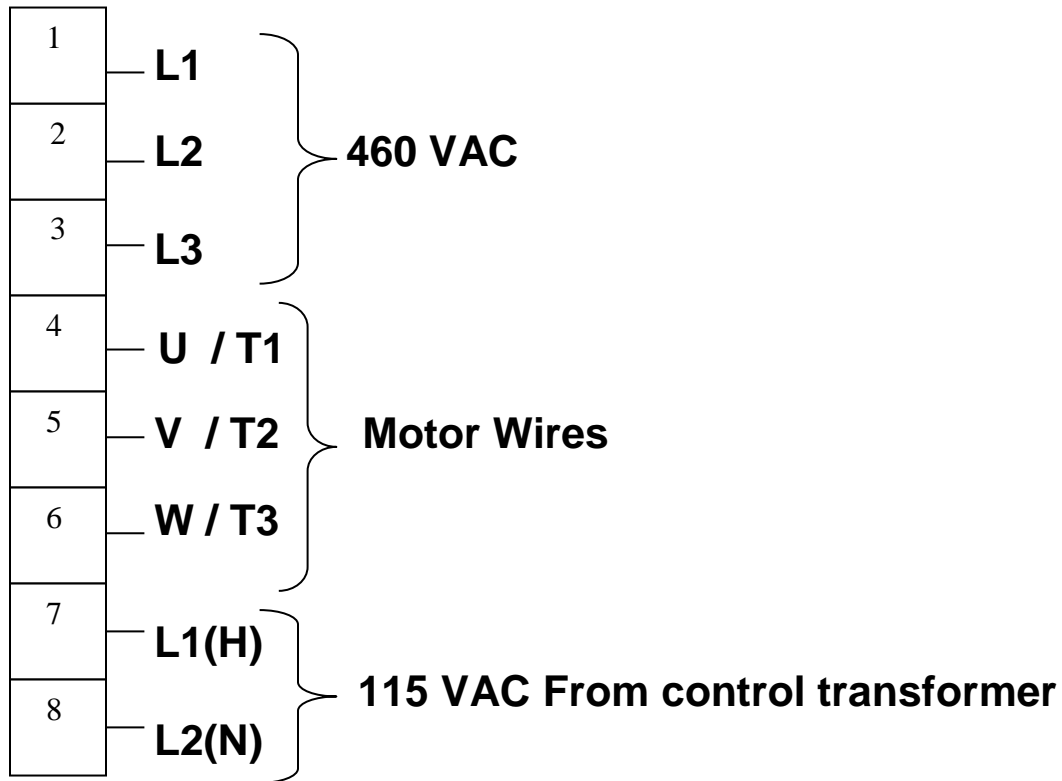 1
L1
2
L2
460 VAC
3
L3
4
U / T1
5
V / T2
Motor Wires
6
W / T3
7
L1(H)
115 VAC From control transformer
8
L2(N)